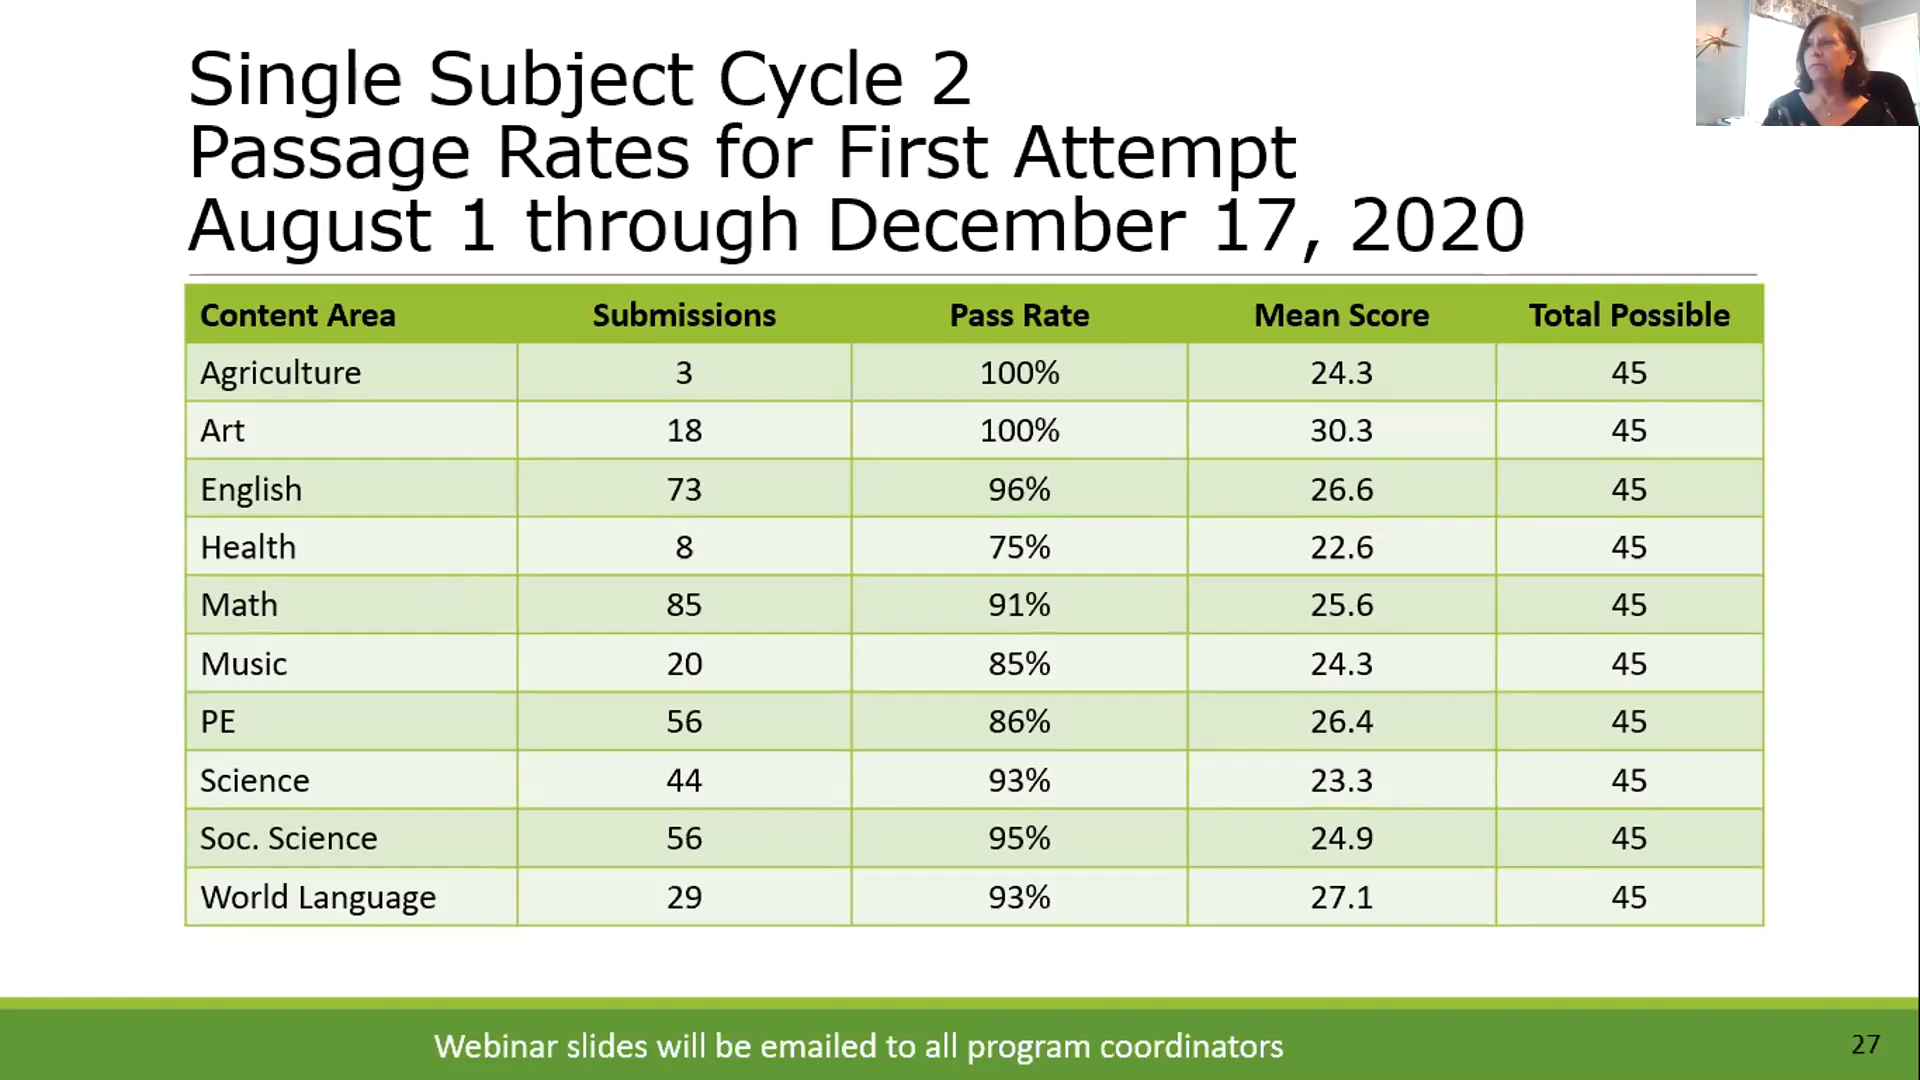 Single Subject Cycle 2
Passage Rates for First Attempt
August 1 through December 17, 2020
Content Area Submissions Pass Rate Mean Score Total Possible
Agriculture 3 100% 24.3 45
Art 18 100% 30.3 45
English 73 96% 26.6 45
Health 8 75% 22.6 45
Math 85 91% 25.6 45
Music 20 85% 24.3 45
PE 56 86% 26.4 45
Science 44 93% 23.3 45
Soc. Science 56 95% 24.9 45
World Language 29 93% 27.1 45
Webinar slides will be emailed to all program coordinators
27